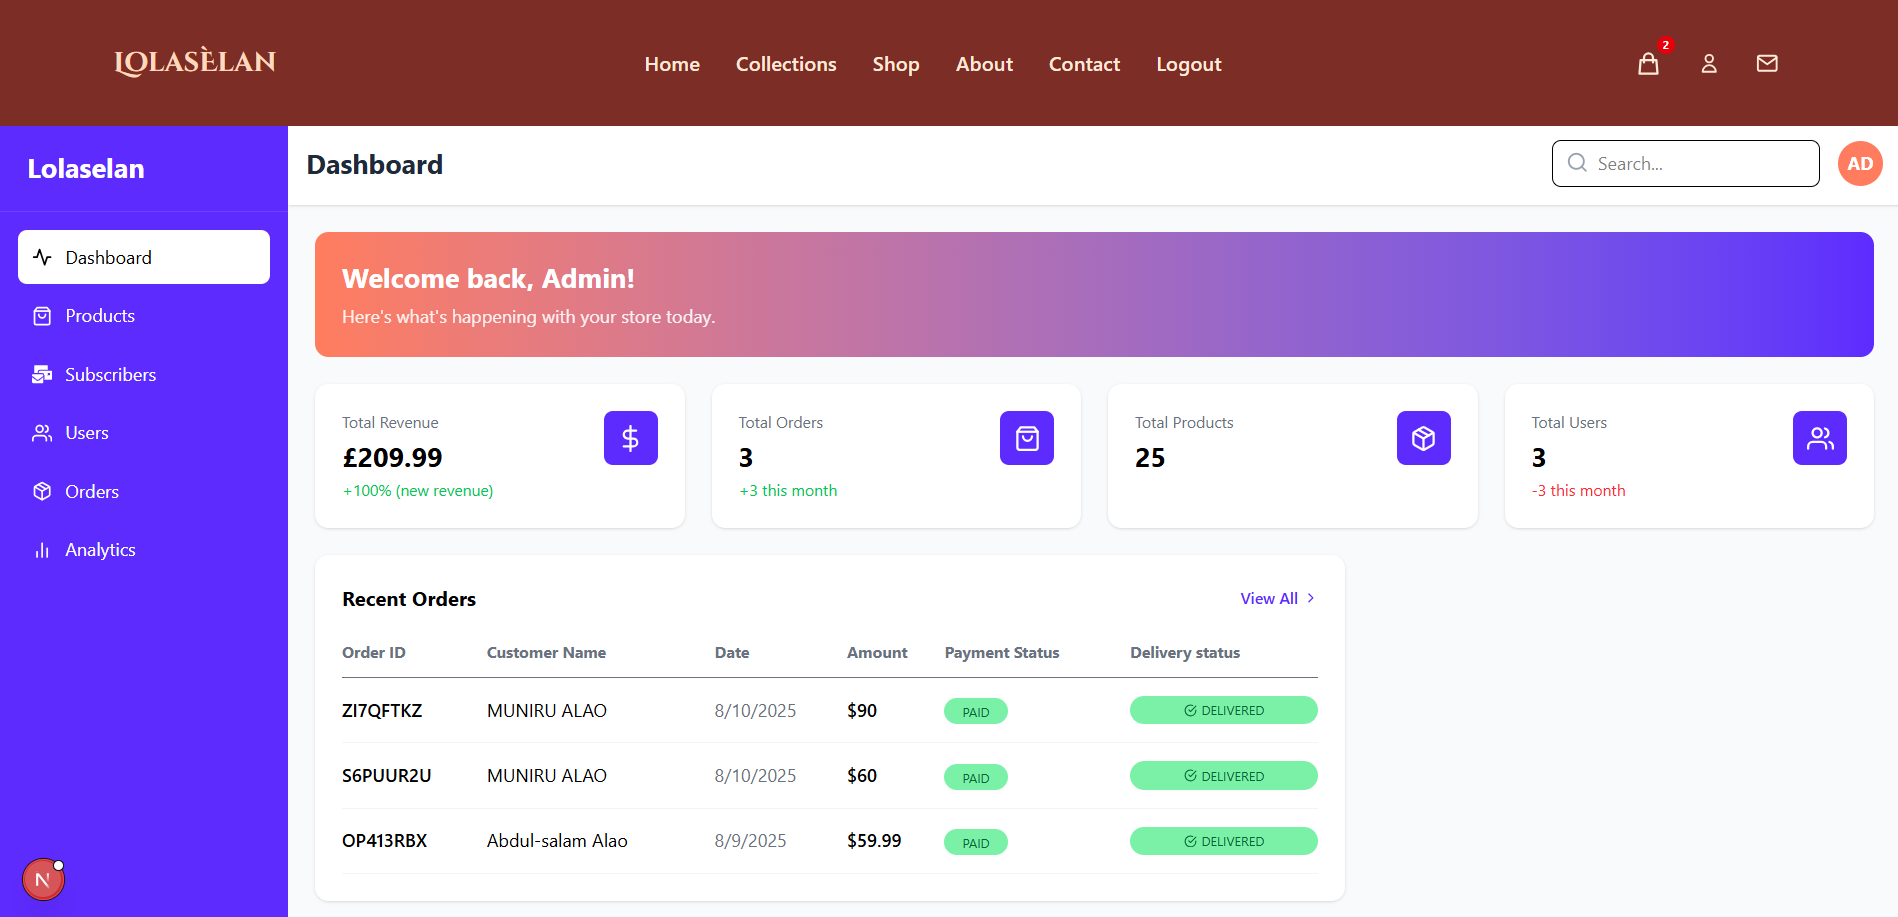 LOLASÈLAN
Home Collections Shop About Contact Logout
2
Lolaselan
Dashboard
Products
Subscribers
Users
Orders
Analytics
N
Dashboard
Search...
AD
Welcome back, Admin!
Here's what's happening with your store today.
Total Revenue
£209.99
+100% (new revenue)
Total Orders
3
+3 this month
Total Products
25
Total Users
3
-3 this month
Recent Orders
View All
Order ID Customer Name Date Amount Payment Status Delivery status
ZI7QFTKZ MUNIRU ALAO 8/10/2025 $90 PAID DELIVERED
S6PUUR2U MUNIRU ALAO 8/10/2025 $60 PAID DELIVERED
OP413RBX Abdul-salam Alao 8/9/2025 $59.99 PAID DELIVERED